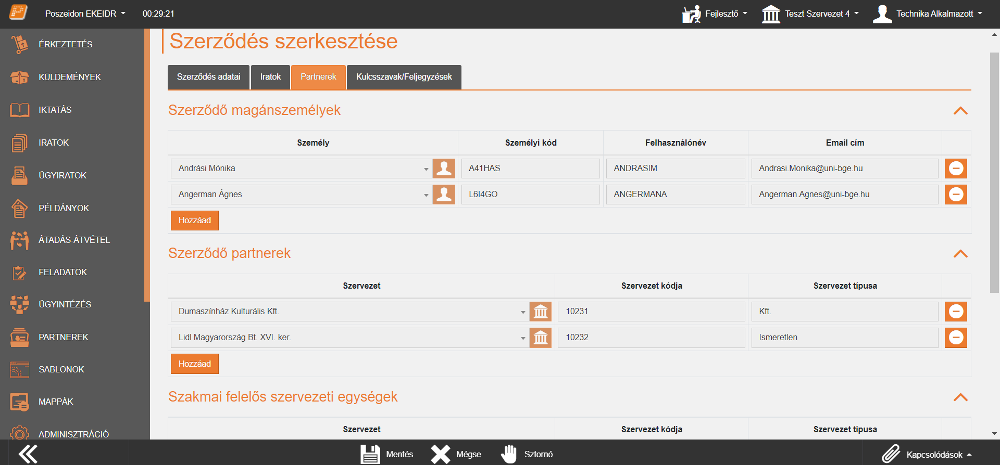 Poszeidon EKEIDR
00:29:21
Fejlesztő
Teszt Szervezet 4
Technika Alkalmazott
ÉRKEZTETÉS
KÜLDEMÉNYEK
IKTATÁS
IRATOK
ÜGYIRATOK
PÉLDÁNYOK
ÁTADÁS-ÁTVÉTEL
FELADATOK
ÜGYINTÉZÉS
PARTNEREK
SABLONOK
MAPPÁK
ADMINISZTRÁCIÓ
Szerződés szerkesztése
Szerződés adatai
Iratok
Partnerek
Kulcsszavak/Feljegyzések
Szerződő magánszemélyek
Személy Személyi kód Felhasználónév Email cím
Andrási Mónika A41HAS ANDRASIM Andrasi.Monika@uni-bge.hu
Angerman Ágnes L6I4GO ANGERMANA Angerman.Agnes@uni-bge.hu
Hozzáad
Szerződő partnerek
Szervezet Szervezet kódja Szervezet típusa
Dumaszínház Kulturális Kft. 10231 Kft.
Lidl Magyarország Bt. XVI. ker. 10232 Ismeretlen
Hozzáad
Szakmai felelős szervezeti egységek
Szervezet Szervezet kódja Szervezet típusa
Mentés
Mégse
Sztornó
Kapcsolódások